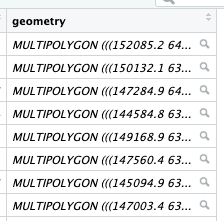 geometry
MULTIPOLYGON (((152085.2 64...
MULTIPOLYGON (((150132.1 63...
MULTIPOLYGON (((147284.9 64...
MULTIPOLYGON (((144584.8 63...
MULTIPOLYGON (((149168.9 63...
MULTIPOLYGON (((147560.4 63...
MULTIPOLYGON (((145094.9 63...
MULTIPOLYGON (((147003.4 63...